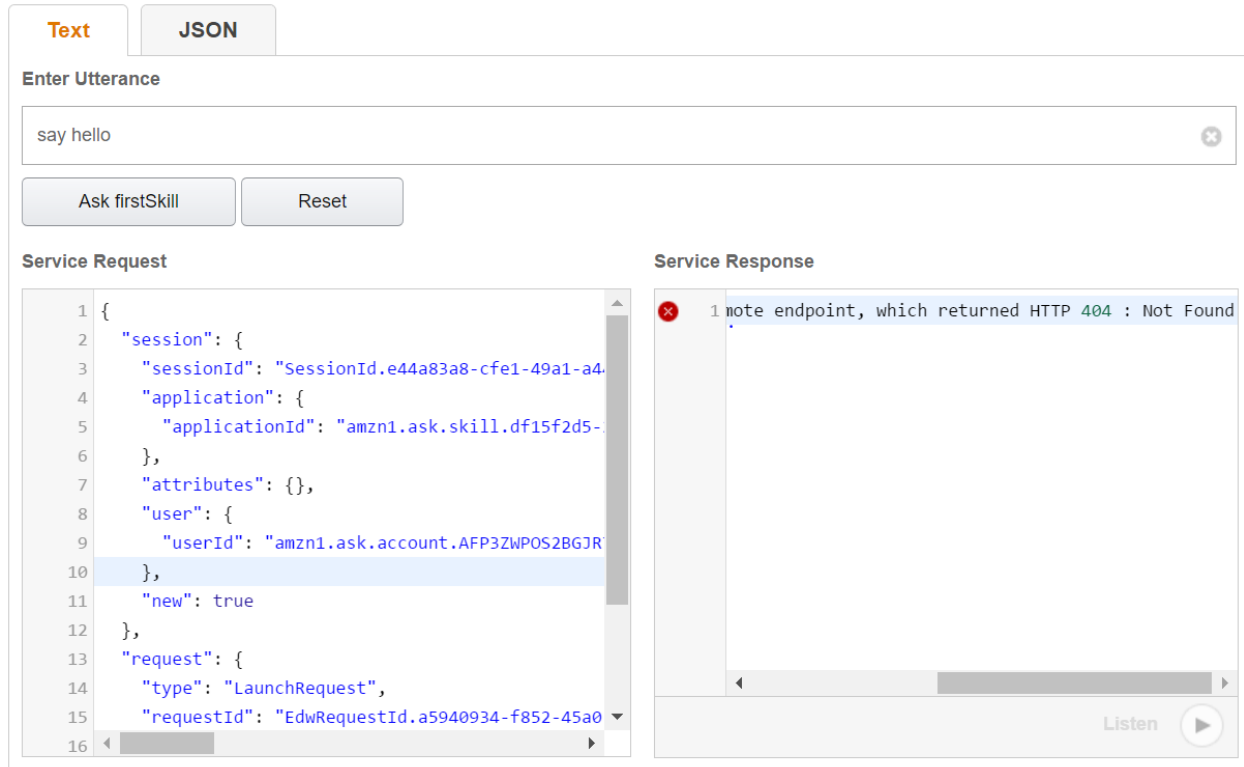 Text JSON
Enter Utterance
say hello
Ask firstSkill Reset
Service Request
1 {
2 "session": {
3 "sessionId": "SessionId.e44a83a8-cfe1-49a1-a4
4 "application": {
5 "applicationId": "amzn1.ask.skill.df15f2d5-
6 },
7 "attributes": {},
8 "user": {
9 "userId": "amzn1.ask.account.AFP3ZWPOS2BGJR
10 },
11 "new": true
12 },
13 "request": {
14 "type": "LaunchRequest",
15 "requestId": "EdwRequestId.a5940934-f852-45a0
16
Service Response
1 mote endpoint, which returned HTTP 404 : Not Found
Listen